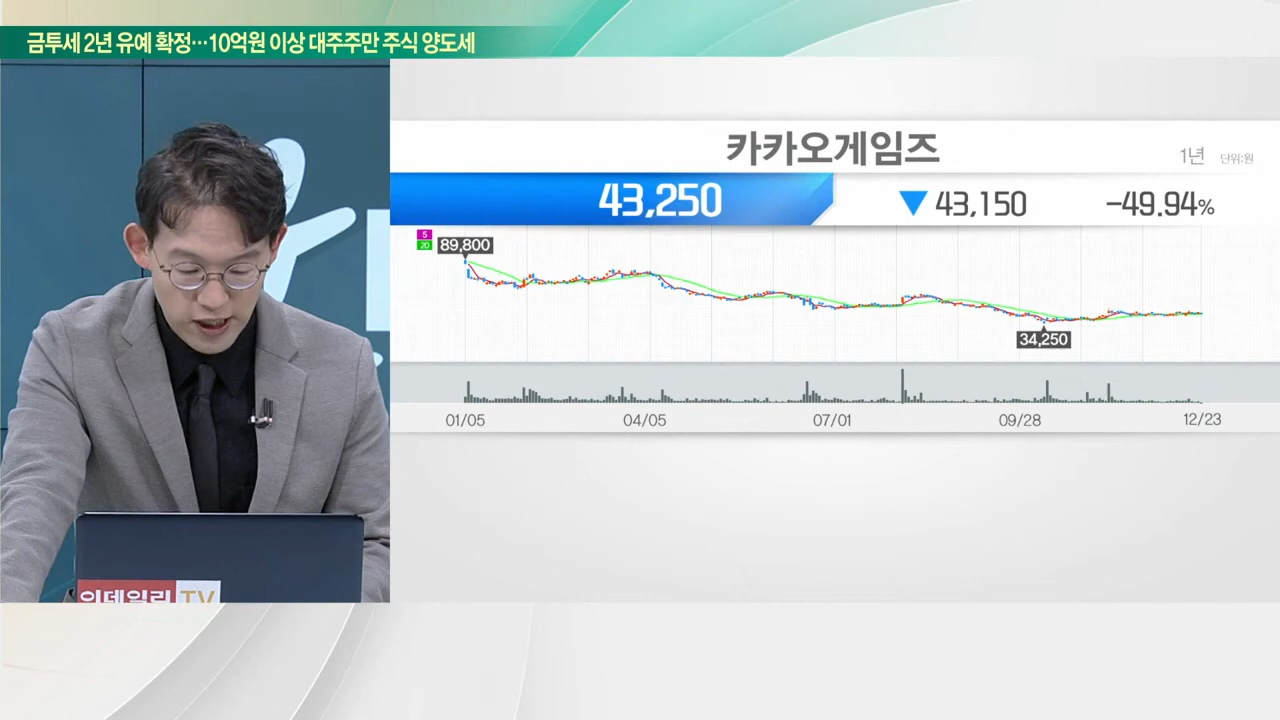 금투세 2년 유예 확정…10억원 이상 대주주만 주식 양도세
카카오게임즈
1년 단위:원
43,250 ▼ 43,150 -49.94%
5
20
89,800
34,250
01/05 04/05 07/01 09/28 12/23
이데일리 TV